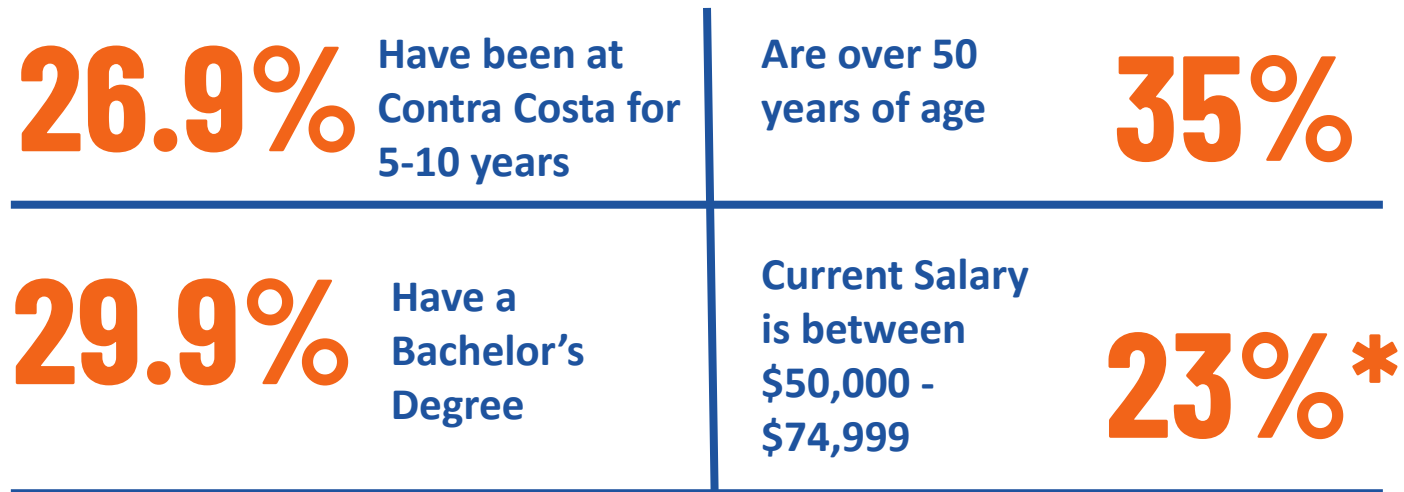 26.9%
Have been at
Contra Costa for
5-10 years
Are over 50
years of age
35%
29.9%
Have a
Bachelor’s
Degree
Current Salary
is between
$50,000 -
$74,999
23%*